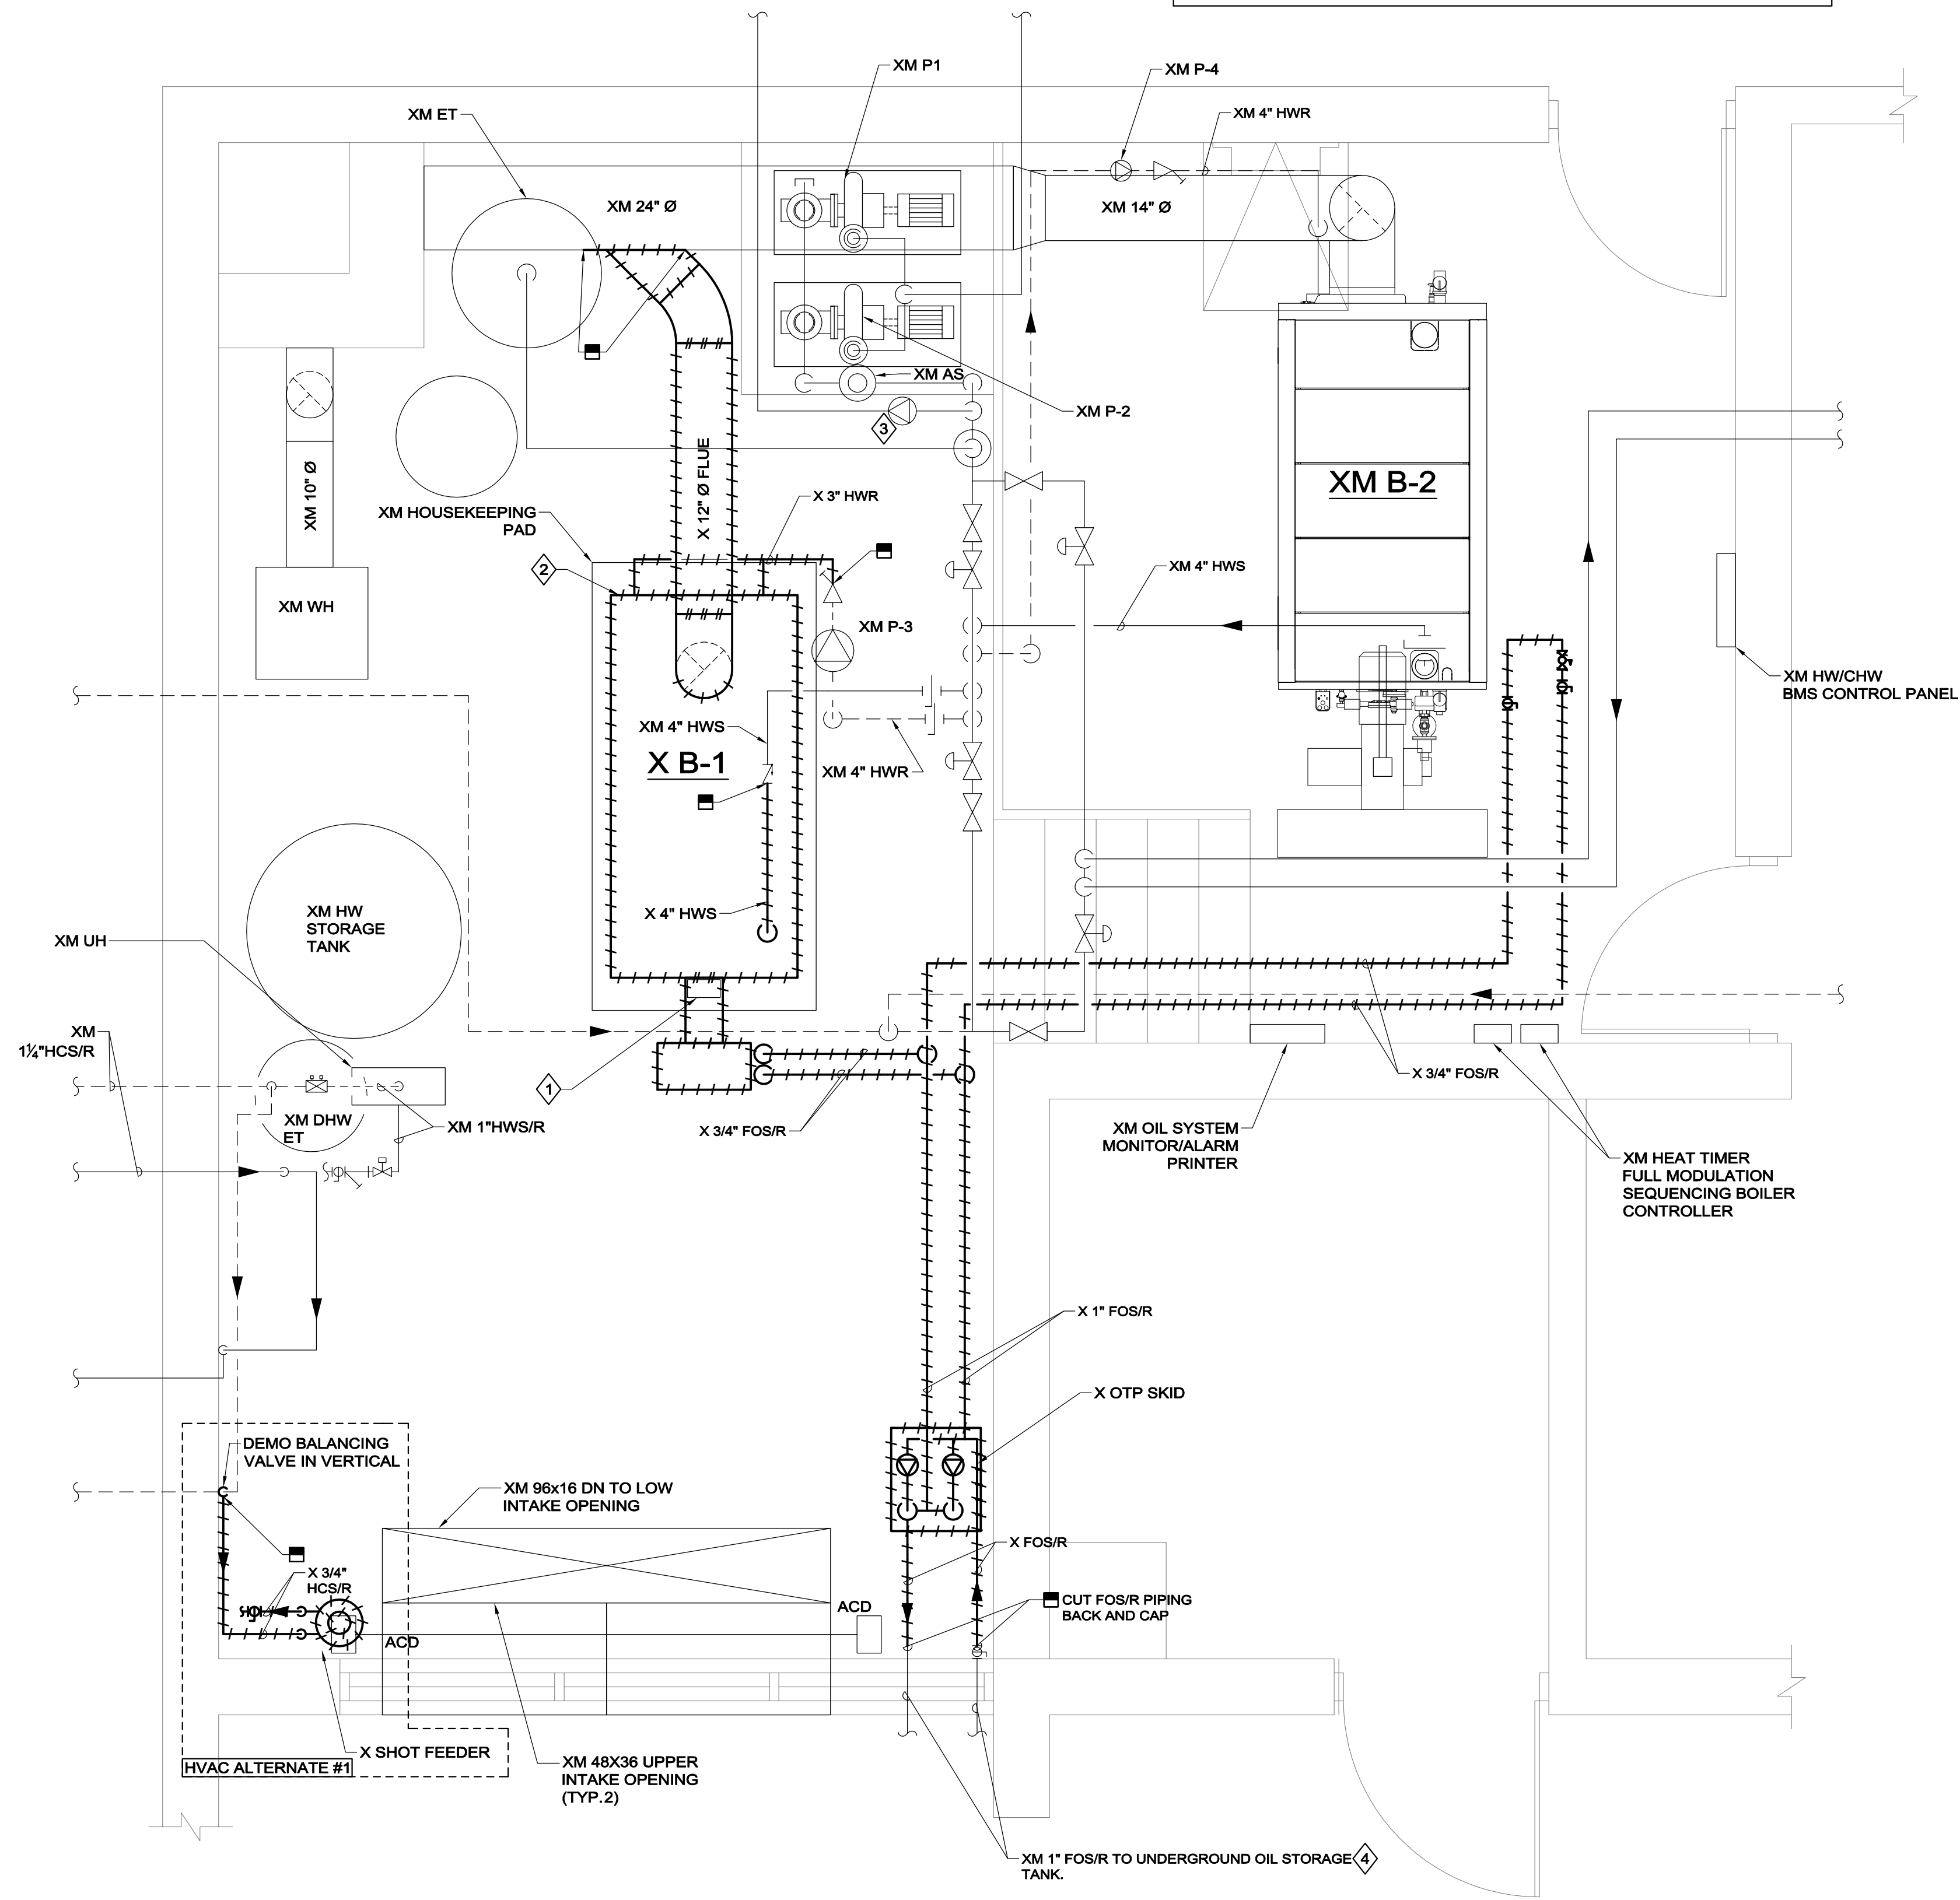 XM P1
XM P-4
XM 4" HWR
XM ET
XM 24" Ø
XM 14" Ø
XM AS
XM P-2
3
XM 10" Ø
X 12" Ø FLUE
XM B-2
X 3" HWR
XM HOUSEKEEPING
PAD
2
XM 4" HWS
XM WH
XM P-3
XM HW/CHW
BMS CONTROL PANEL
XM 4" HWS
X B-1
XM 4" HWR
XM HW
STORAGE
TANK
X 4" HWS
XM UH
XM
1¼"HCS/R
1
X 3/4" FOS/R
XM DHW
ET
XM 1"HWS/R
X 3/4" FOS/R
XM OIL SYSTEM
MONITOR/ALARM
PRINTER
XM HEAT TIMER
FULL MODULATION
SEQUENCING BOILER
CONTROLLER
X 1" FOS/R
X OTP SKID
DEMO BALANCING
VALVE IN VERTICAL
XM 96x16 DN TO LOW
INTAKE OPENING
X FOS/R
X 3/4"
HCS/R
CUT FOS/R PIPING
BACK AND CAP
ACD
ACD
X SHOT FEEDER
HVAC ALTERNATE #1
XM 48X36 UPPER
INTAKE OPENING
(TYP.2)
XM 1" FOS/R TO UNDERGROUND OIL STORAGE 4
TANK.